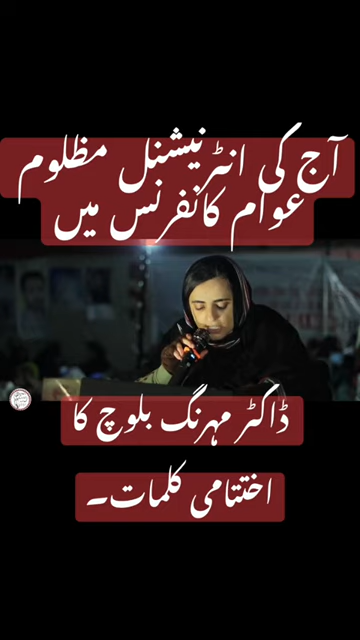 آج کی انٹرنیشنل مظلوم
عوام کانفرنس میں
ڈاکٹر مہرنگ بلوچ کا
اختتامی کلمات۔